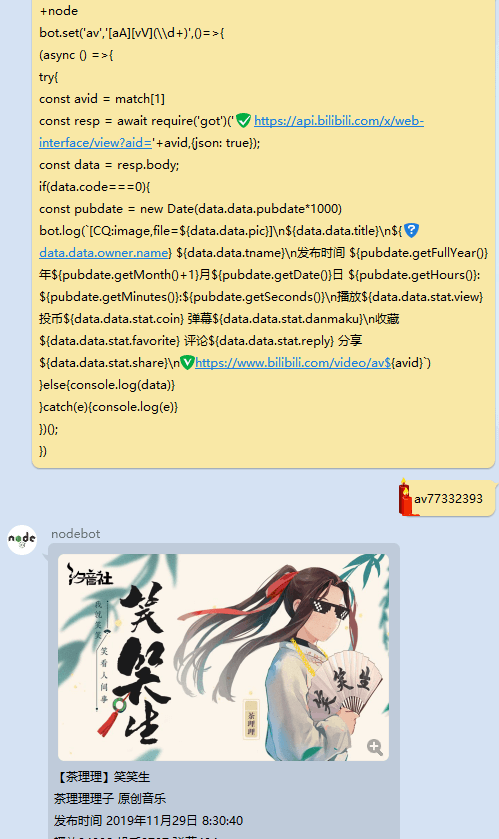 +node
bot.set('av','[aA][vV](\\d+)',()=>{
(async () =>{
try{
const avid = match[1]
const resp = await require('got')('https://api.bilibili.com/x/web-
interface/view?aid='+avid,{json: true});
const data = resp.body;
if(data.code===0){
const pubdate = new Date(data.data.pubdate*1000)
bot.log(`[CQ:image,file=${data.data.pic}]\n${data.data.title}\n${
data.data.owner.name} ${data.data.tname}\n发布时间 ${pubdate.getFullYear()}
年${pubdate.getMonth()+1}月${pubdate.getDate()}日 ${pubdate.getHours()}:
${pubdate.getMinutes()}:${pubdate.getSeconds()}\n播放${data.data.stat.view}
投币${data.data.stat.coin} 弹幕${data.data.stat.danmaku}\n收藏
${data.data.stat.favorite} 评论${data.data.stat.reply} 分享
${data.data.stat.share}\nhttps://www.bilibili.com/video/av${avid}`)
}else{console.log(data)}
}catch(e){console.log(e)}
})();
})
av77332393
node
nodebot
汐音社
笑笑生
我就笑笑
笑看人间事
茶理理
笑笑生
【茶理理】笑笑生
茶理理理子 原创音乐
发布时间 2019年11月29日 8:30:40